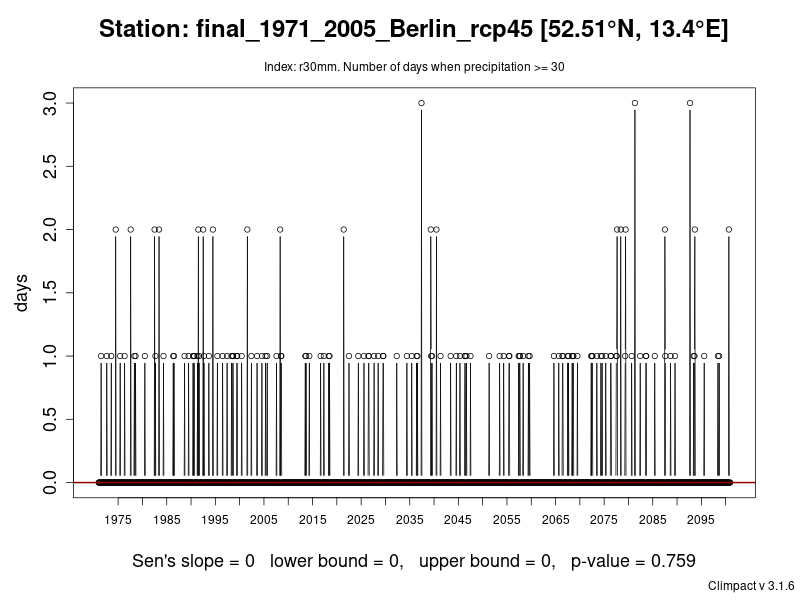 Station: final_1971_2005_Berlin_rcp45 [52.51°N, 13.4°E]
Index: r30mm. Number of days when precipitation >= 30
3.0
2.5
2.0
1.5
1.0
0.5
0.0
days
1975 1985 1995 2005 2015 2025 2035 2045 2055 2065 2075 2085 2095
Sen's slope = 0 lower bound = 0, upper bound = 0, p-value = 0.759
Climpact v 3.1.6